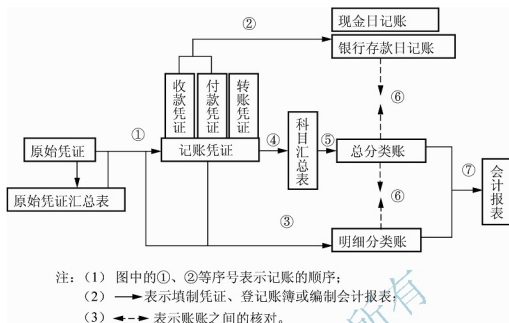 ②
现金日记账
银行存款日记账
收款凭证
付款凭证
转账凭证
⑥
①
原始凭证
记账凭证
④
科目汇总表
⑤
总分类账
⑦
会计报表
原始凭证汇总表
③
⑥
明细分类账
注:(1) 图中的①、②等序号表示记账的顺序;
(2) 表示填制凭证、登记账簿或编制会计报表;
(3) 表示账账之间的核对。
所有